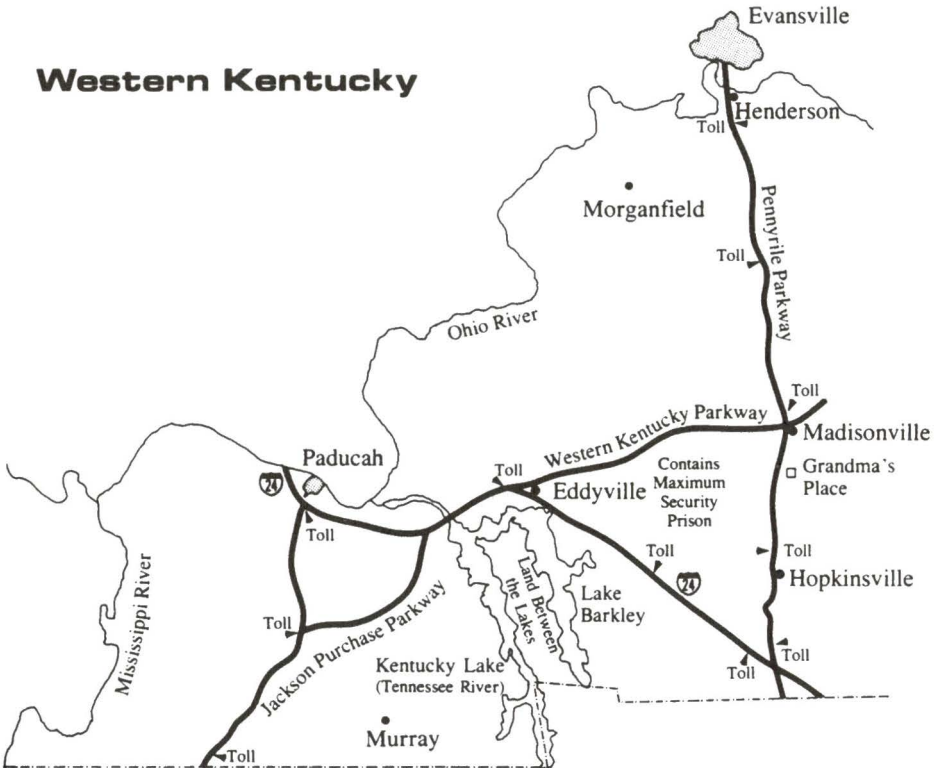 Evansville
Western Kentucky
Henderson
Toll
Morganfield
Pennyrile Parkway
Toll
Ohio River
Toll
Western Kentucky Parkway
Madisonville
Paducah
24
Toll
Eddyville
Contains
Maximum
Security
Prison
Grandma's
Place
Toll
Toll
Toll
24
Hopkinsville
Mississippi River
Land Between
the Lakes
Lake
Barkley
Toll
Jackson Purchase Parkway
Kentucky Lake
(Tennessee River)
Toll
Toll
Murray
Toll